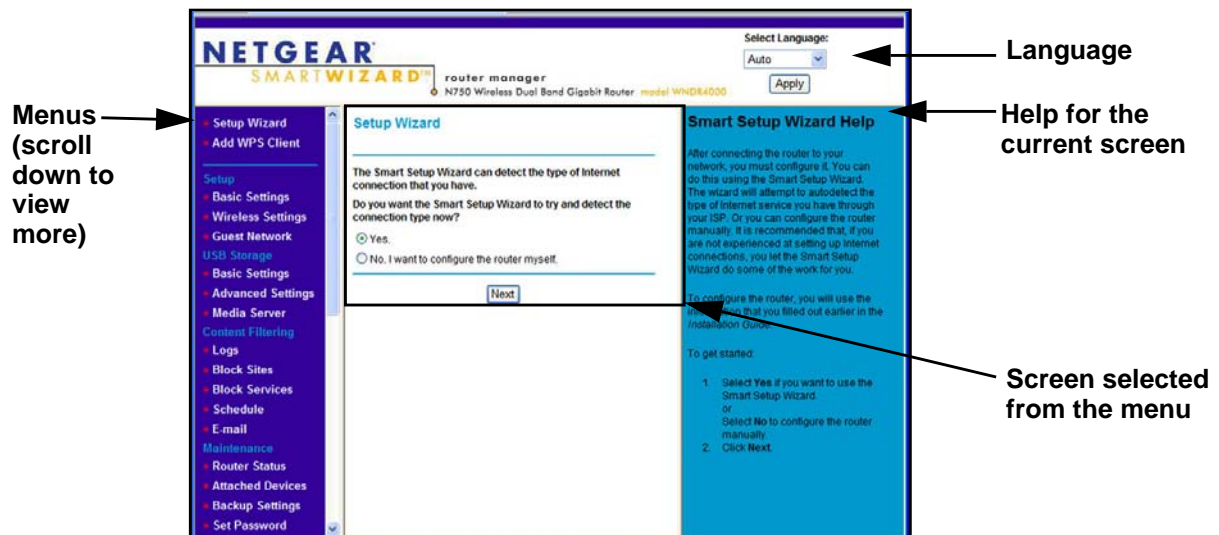 NETGEAR
SMARTWIZARD™
router manager
N750 Wireless Dual Band Gigabit Router model WNDR4000
Select Language:
Auto
Apply
Language
Menus
(scroll
down to
view
more)
Setup Wizard
Add WPS Client
Setup
Basic Settings
Wireless Settings
Guest Network
USB Storage
Basic Settings
Advanced Settings
Media Server
Content Filtering
Logs
Block Sites
Block Services
Schedule
E-mail
Maintenance
Router Status
Attached Devices
Backup Settings
Set Password
Setup Wizard
The Smart Setup Wizard can detect the type of Internet
connection that you have.
Do you want the Smart Setup Wizard to try and detect the
connection type now?
Yes.
No. I want to configure the router myself.
Next
Smart Setup Wizard Help
After connecting the router to your
network, you must configure it. You can
do this using the Smart Setup Wizard.
The wizard will attempt to autodetect the
type of Internet service you have through
your ISP. Or you can configure the router
manually. It is recommended that, if you
are not experienced at setting up Internet
connections, you let the Smart Setup
Wizard do some of the work for you.
To configure the router, you will use the
information that you filled out earlier in the
Installation Guide.
To get started:
1. Select Yes if you want to use the
Smart Setup Wizard.
or
Select No to configure the router
manually.
2. Click Next.
Help for the
current screen
Screen selected
from the menu